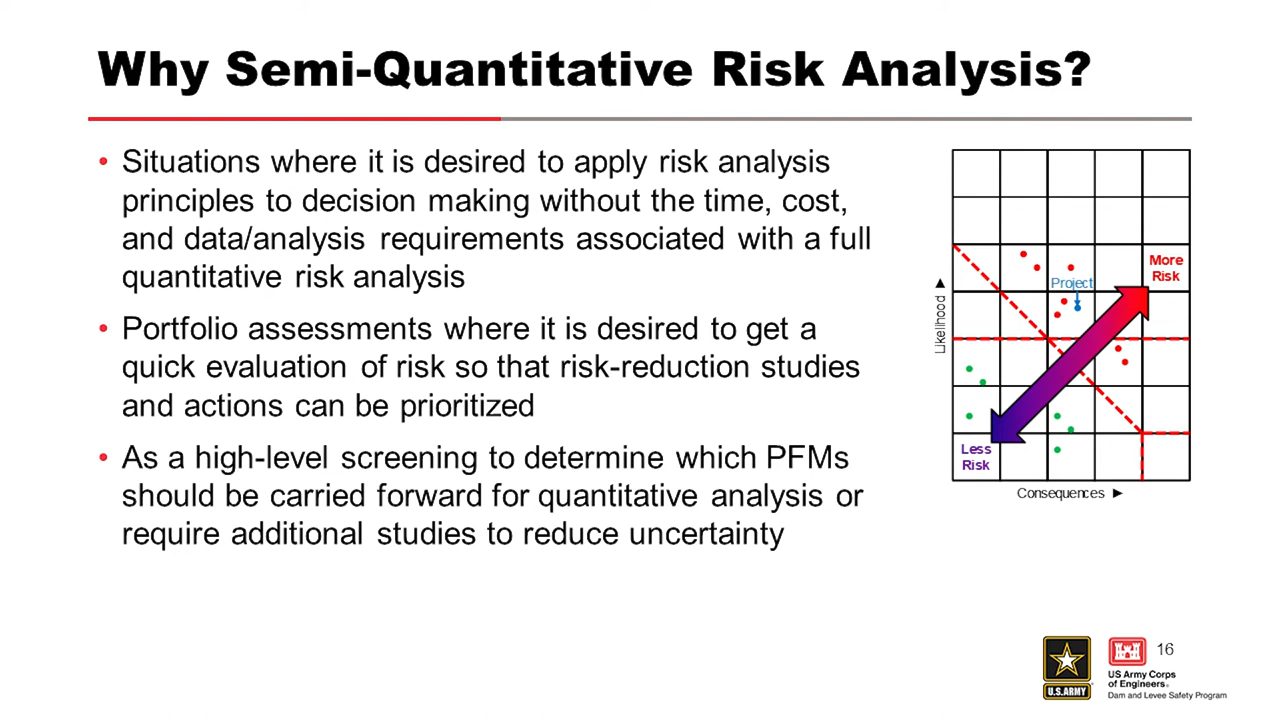 Why Semi-Quantitative Risk Analysis?
• Situations where it is desired to apply risk analysis
principles to decision making without the time, cost,
and data/analysis requirements associated with a full
quantitative risk analysis
• Portfolio assessments where it is desired to get a
quick evaluation of risk so that risk-reduction studies
and actions can be prioritized
• As a high-level screening to determine which PFMs
should be carried forward for quantitative analysis or
require additional studies to reduce uncertainty
More
Risk
Project
Likelihood ▲
Less
Risk
Consequences ►
U.S.ARMY
16
US Army Corps
of Engineers®
Dam and Levee Safety Program